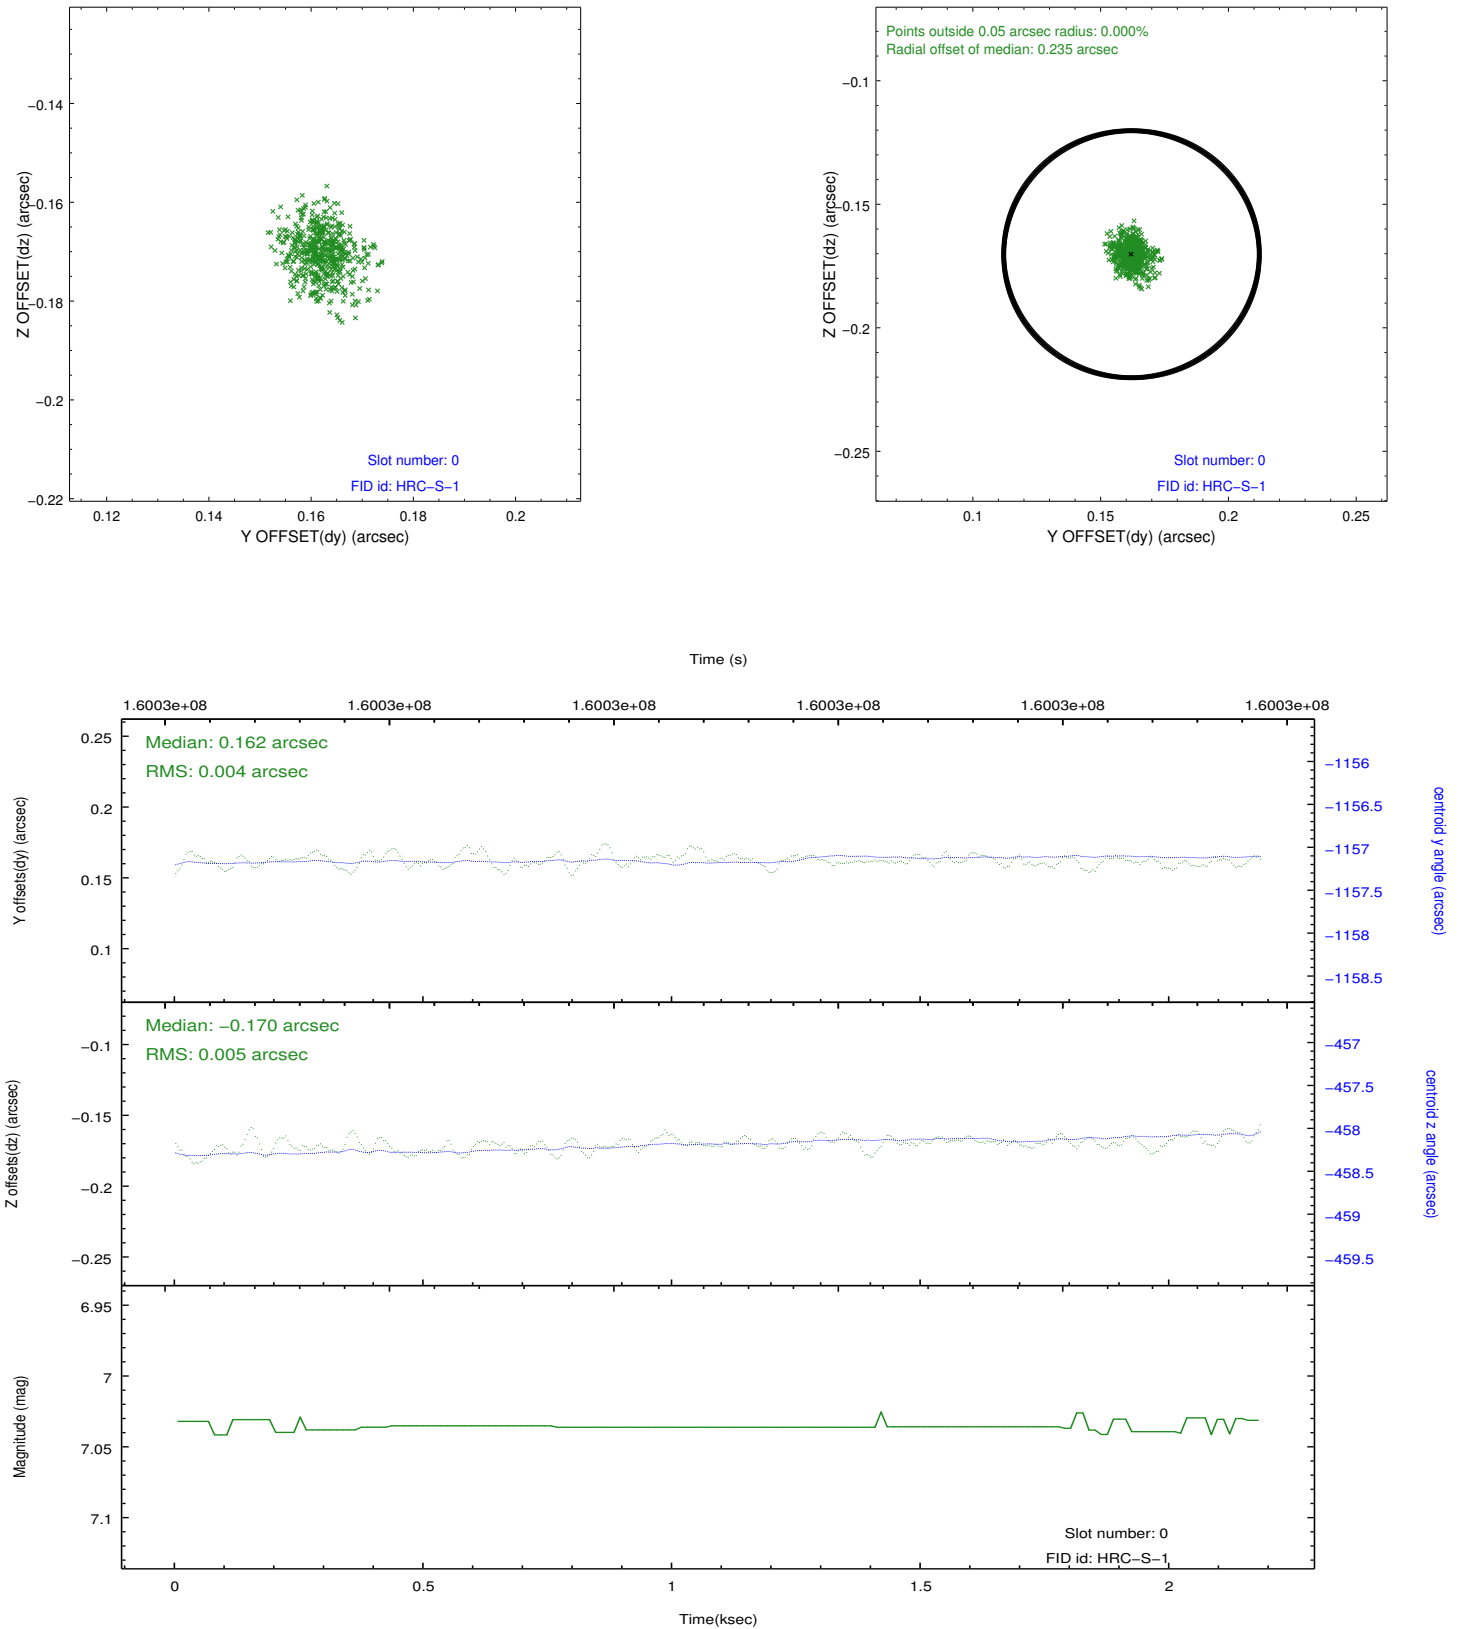 −0.14
−0.16
−0.18
−0.2
−0.22
Z OFFSET(dz) (arcsec)
Slot number: 0
FID id: HRC−S−1
0.12 0.14 0.16 0.18 0.2
Y OFFSET(dy) (arcsec)
Points outside 0.05 arcsec radius: 0.000%
Radial offset of median: 0.235 arcsec
−0.1
−0.15
−0.2
−0.25
Z OFFSET(dz) (arcsec)
Slot number: 0
FID id: HRC−S−1
0.1 0.15 0.2 0.25
Y OFFSET(dy) (arcsec)
Time (s)
1.6003e+08 1.6003e+08 1.6003e+08 1.6003e+08 1.6003e+08 1.6003e+08
Median: 0.162 arcsec
RMS: 0.004 arcsec
0.25
0.2
0.15
0.1
Y offsets(dy) (arcsec)
−1156
−1156.5
−1157
−1157.5
−1158
−1158.5
centroid y angle (arcsec)
Median: −0.170 arcsec
RMS: 0.005 arcsec
−0.1
−0.15
−0.2
−0.25
Z offsets(dz) (arcsec)
−457
−457.5
−458
−458.5
−459
−459.5
centroid z angle (arcsec)
6.95
7
7.05
7.1
Magnitude (mag)
Slot number: 0
FID id: HRC−S−1
0 0.5 1 1.5 2
Time(ksec)